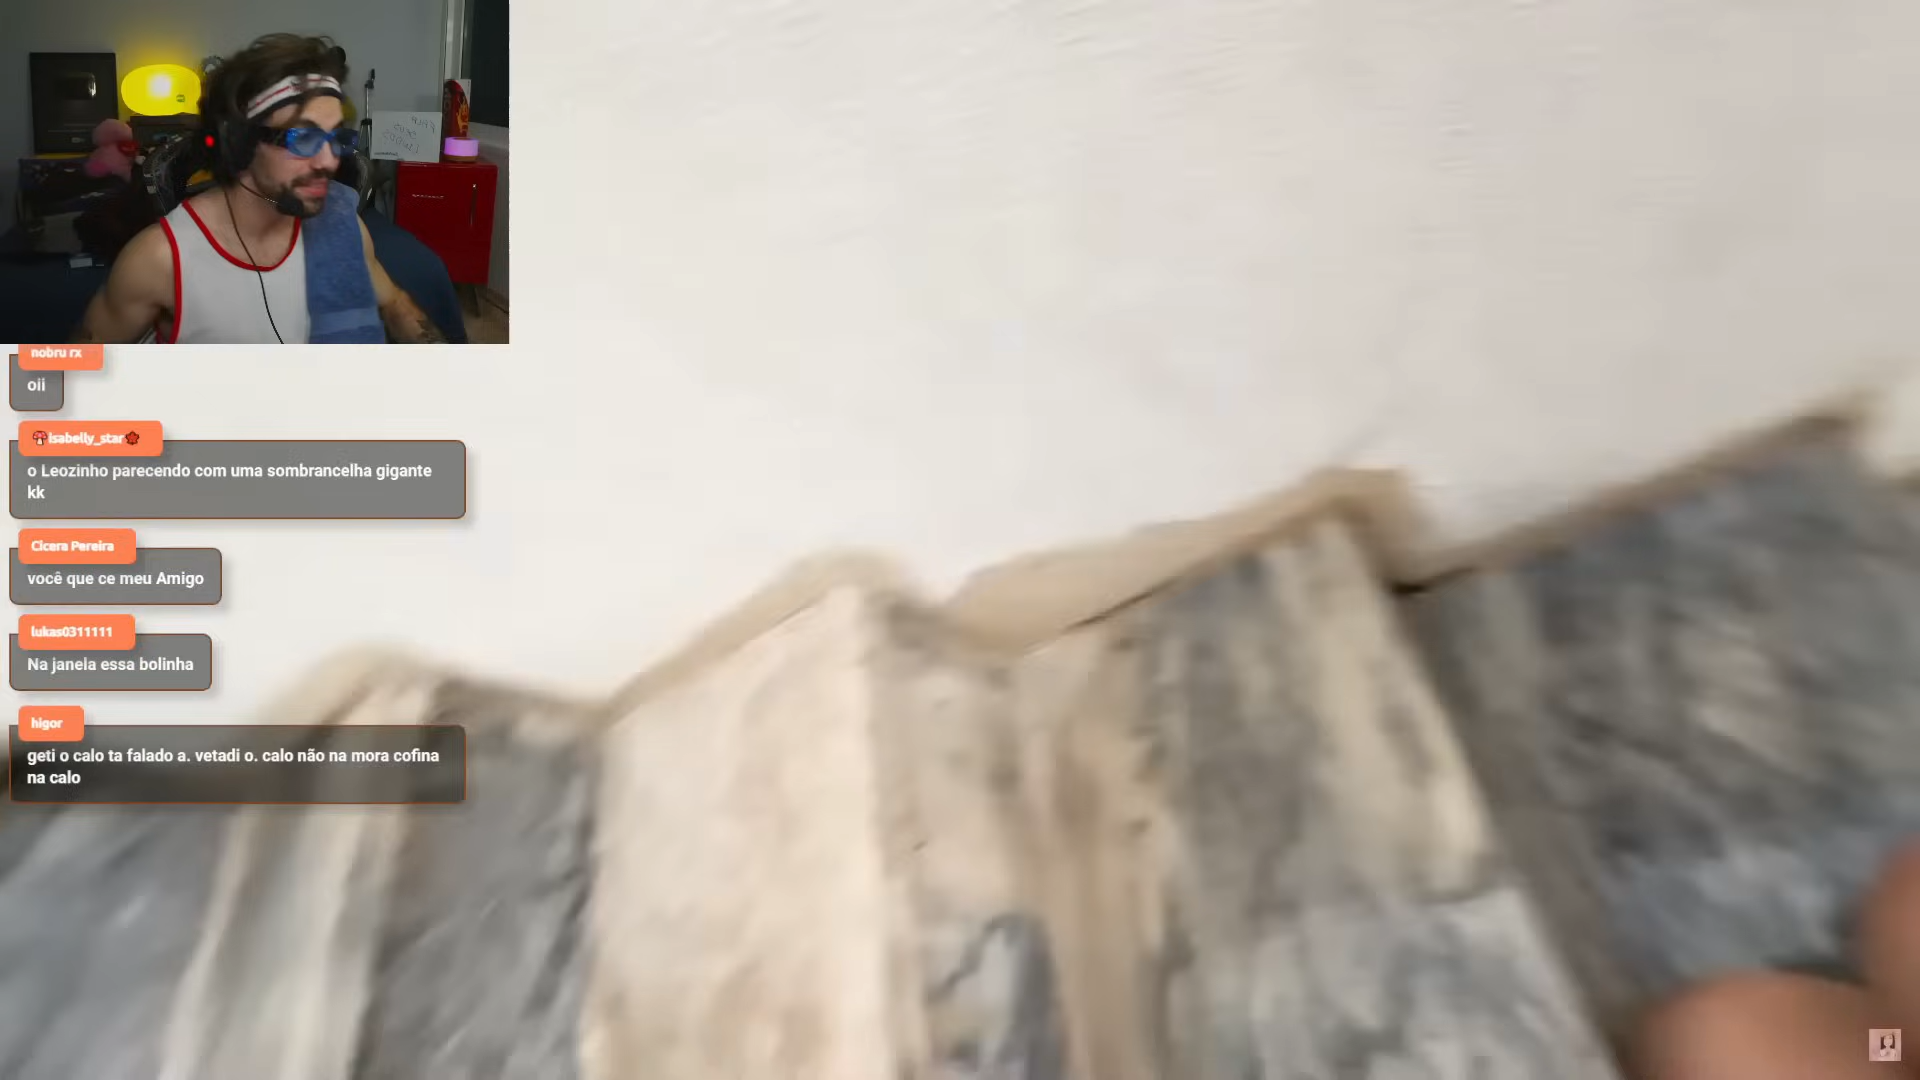 nobru rx
oii
isabelly_star
o Leozinho parecendo com uma sombrancelha gigante
kk
Cicera Pereira
você que ce meu Amigo
lukas0311111
Na janela essa bolinha
higor
geti o calo ta falado a. vetadi o. calo não na mora cofina
na calo